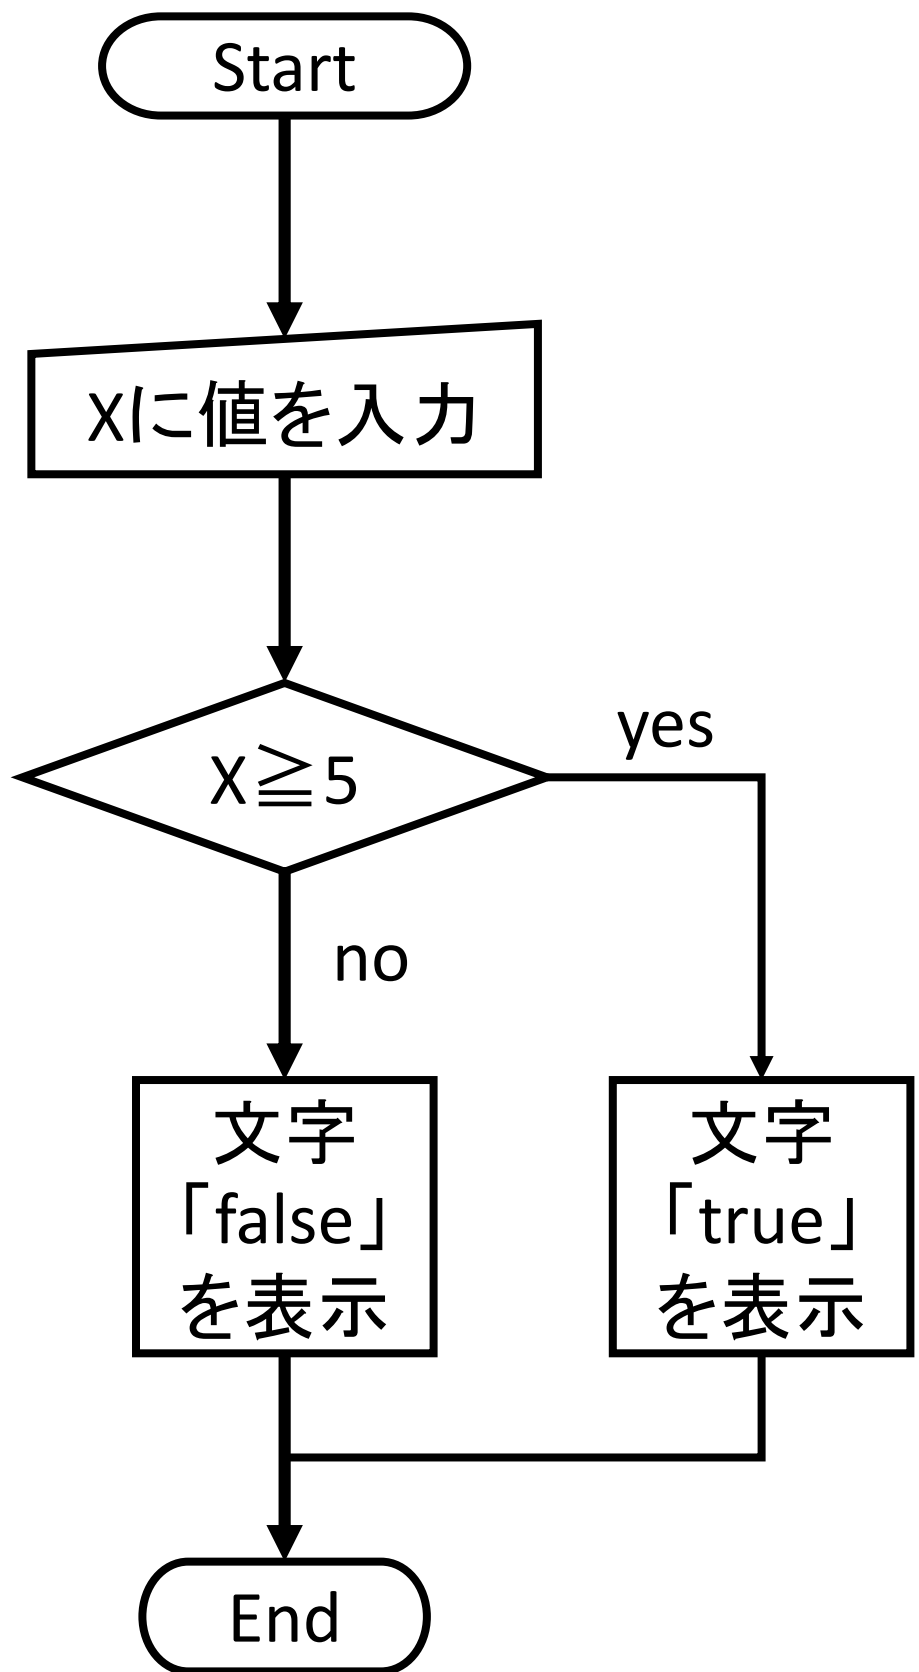 Start
Xに値を入力
X≧5
yes
no
文字
「false」
を表示
文字
「true」
を表示
End